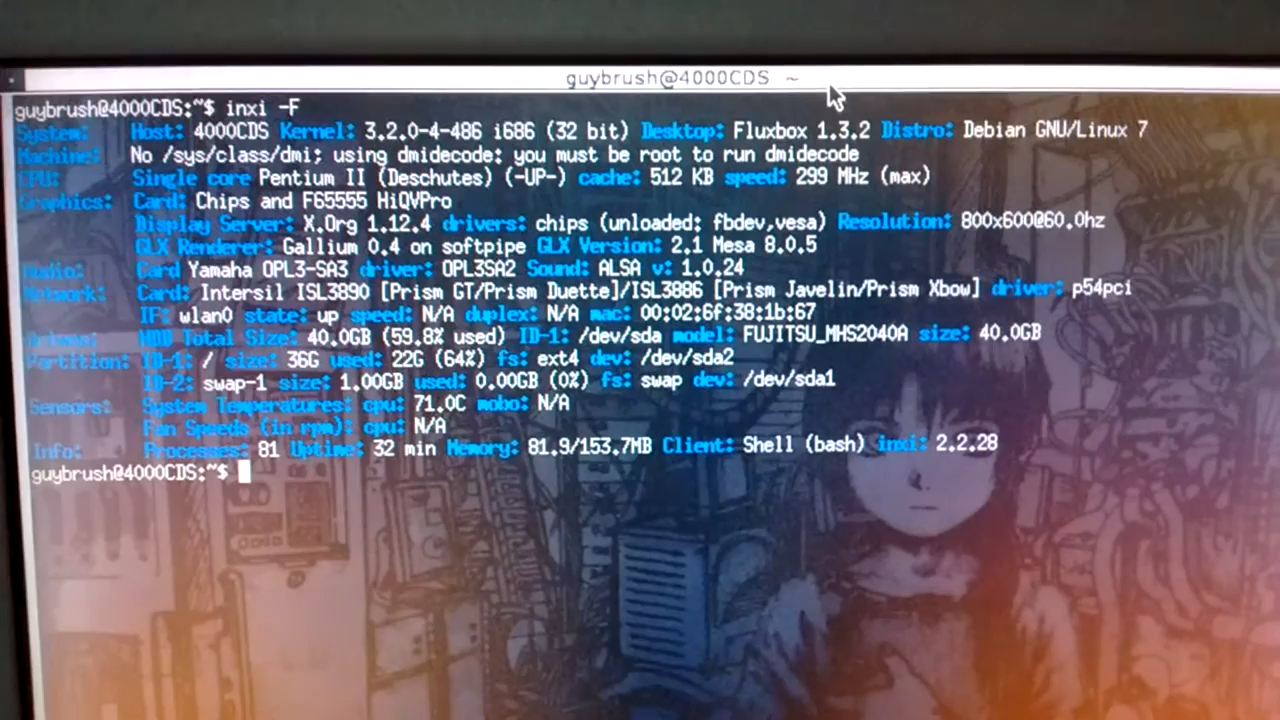 guybrush@4000CDS ~
guybrush@4000CDS:~$ inxi -F
System: Host: 4000CDS Kernel: 3.2.0-4-486 i686 (32 bit) Desktop: Fluxbox 1.3.2 Distro: Debian GNU/Linux 7
Machine: No /sys/class/dmi; using dmidecode: you must be root to run dmidecode
CPU: Single core Pentium II (Deschutes) (-UP-) cache: 512 KB speed: 299 MHz (max)
Graphics: Card: Chips and F65555 HiQVPro
Display Server: X.Org 1.12.4 drivers: chips (unloaded: fbdev,vesa) Resolution: 800x600@60.0hz
GLX Renderer: Gallium 0.4 on softpipe GLX Version: 2.1 Mesa 8.0.5
Audio: Card Yamaha OPL3-SA3 driver: OPL3SA2 Sound: ALSA v: 1.0.24
Network: Card: Intersil ISL3890 [Prism GT/Prism Duette]/ISL3886 [Prism Javelin/Prism Xbow] driver: p54pci
IF: wlan0 state: up speed: N/A duplex: N/A mac: 00:02:6f:38:1b:67
Drives: HDD Total Size: 40.0GB (59.8% used) ID-1: /dev/sda model: FUJITSU_MHS2040A size: 40.0GB
Partition: ID-1: / size: 36G used: 22G (64%) fs: ext4 dev: /dev/sda2
ID-2: swap-1 size: 1.00GB used: 0.00GB (0%) fs: swap dev: /dev/sda1
Sensors: System Temperatures: cpu: 71.0C mobo: N/A
Fan Speeds (in rpm): cpu: N/A
Info: Processes: 81 Uptime: 32 min Memory: 81.9/153.7MB Client: Shell (bash) inxi: 2.2.28
guybrush@4000CDS:~$